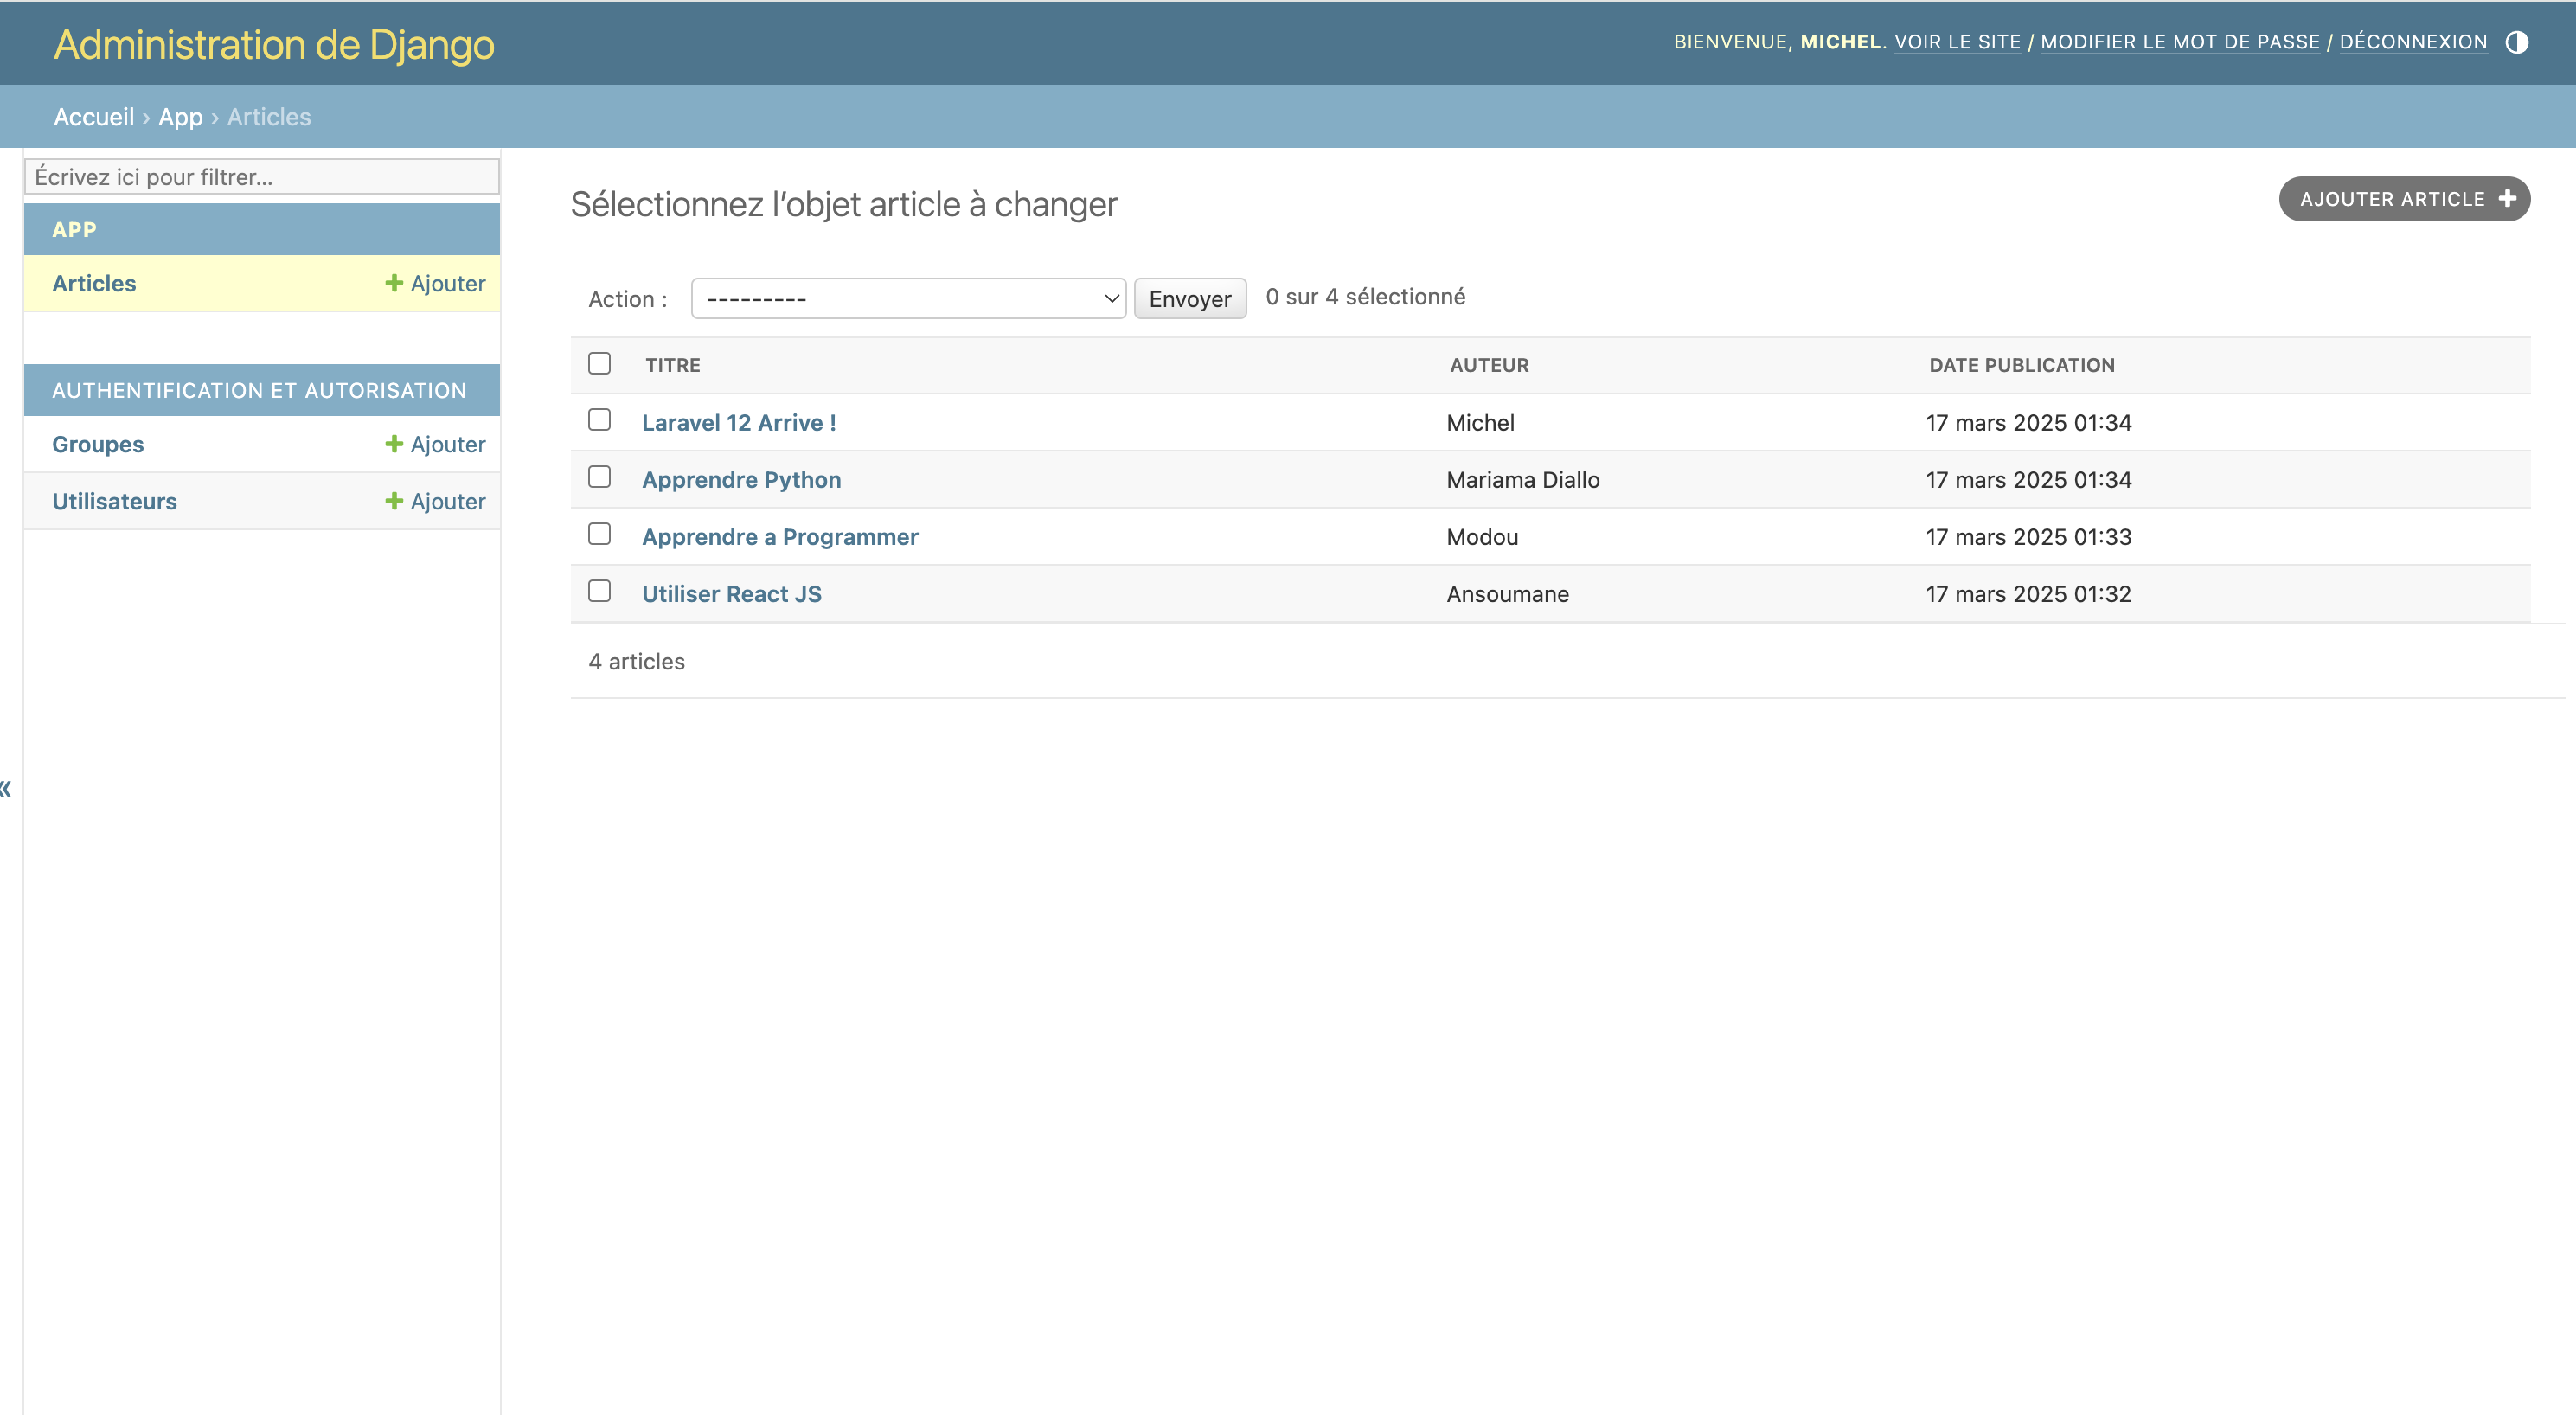 Administration de Django
BIENVENUE, MICHEL. VOIR LE SITE / MODIFIER LE MOT DE PASSE / DÉCONNEXION
Accueil › App › Articles
Écrivez ici pour filtrer…
APP
Articles + Ajouter
AUTHENTIFICATION ET AUTORISATION
Groupes + Ajouter
Utilisateurs + Ajouter
«
Sélectionnez l’objet article à changer
AJOUTER ARTICLE +
Action : --------- Envoyer 0 sur 4 sélectionné
TITRE AUTEUR DATE PUBLICATION
Laravel 12 Arrive ! Michel 17 mars 2025 01:34
Apprendre Python Mariama Diallo 17 mars 2025 01:34
Apprendre a Programmer Modou 17 mars 2025 01:33
Utiliser React JS Ansoumane 17 mars 2025 01:32
4 articles